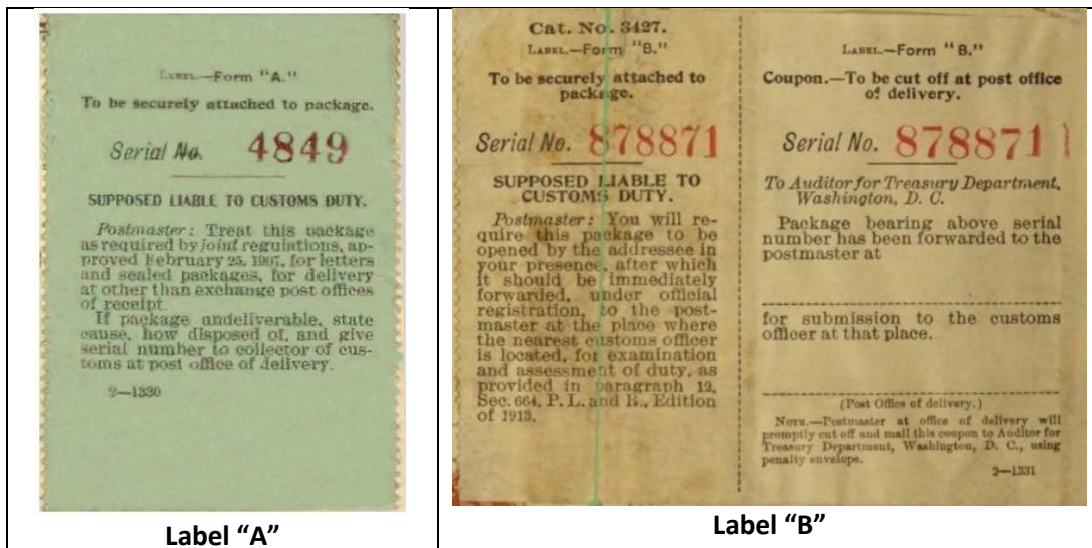 LABEL.—Form "A."
To be securely attached to package.
Serial No. 4849
SUPPOSED LIABLE TO CUSTOMS DUTY.
Postmaster: Treat this package
as required by joint regulations, ap-
proved February 25, 1907, for letters
and sealed packages, for delivery
at other than exchange post offices
of receipt.
If package undeliverable, state
cause, how disposed of, and give
serial number to collector of cus-
toms at post office of delivery.
2—1330
Label “A”
Cat. No. 3427.
LABEL.—Form "B."
To be securely attached to
package.
Serial No. 878871
SUPPOSED LIABLE TO
CUSTOMS DUTY.
Postmaster: You will re-
quire this package to be
opened by the addressee in
your presence, after which
it should be immediately
forwarded, under official
registration, to the post-
master at the place where
the nearest customs officer
is located, for examination
and assessment of duty, as
provided in paragraph 12,
Sec. 664, P. L. and R., Edition
of 1913.
LABEL.—Form "B."
Coupon.—To be cut off at post office
of delivery.
Serial No. 878871
To Auditor for Treasury Department,
Washington, D. C.
Package bearing above serial
number has been forwarded to the
postmaster at
for submission to the customs
officer at that place.
(Post Office of delivery.)
NOTE.—Postmaster at office of delivery will
promptly cut off and mail this coupon to Auditor for
Treasury Department, Washington, D. C., using
penalty envelope.
2—1331
Label “B”